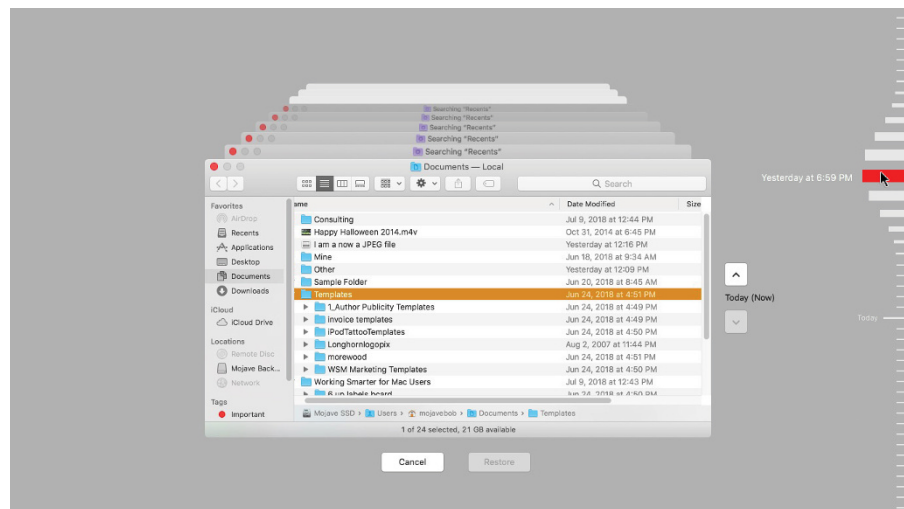 Searching "Recents"
Searching "Recents"
Searching "Recents"
Searching "Recents"
Searching "Recents"
Documents — Local
Search
Yesterday at 6:59 PM
Favorites
AirDrop
Recents
Applications
Desktop
Documents
Downloads
iCloud
iCloud Drive
Locations
Remote Disc
Mojave Back...
Network
Tags
Important
ame Date Modified Size
Consulting Jul 9, 2018 at 12:44 PM
Happy Halloween 2014.m4v Oct 31, 2014 at 6:45 PM
I am a now a JPEG file Yesterday at 12:16 PM
Mine Jun 18, 2018 at 9:34 AM
Other Yesterday at 12:09 PM
Sample Folder Jun 20, 2018 at 8:45 AM
Templates Jun 24, 2018 at 4:51 PM
1_Author Publicity Templates Jun 24, 2018 at 4:49 PM
invoice templates Jun 24, 2018 at 4:49 PM
iPodTattooTemplates Jun 24, 2018 at 4:50 PM
Longhornlogopix Aug 2, 2007 at 11:44 PM
morewood Jun 24, 2018 at 4:51 PM
WSM Marketing Templates Jun 24, 2018 at 4:50 PM
Working Smarter for Mac Users Jul 9, 2018 at 12:43 PM
6 up labels board Jun 24, 2018 at 4:50 PM
Mojave SSD Users mojavebob Documents Templates
1 of 24 selected, 21 GB available
Today (Now)
Today
Cancel Restore